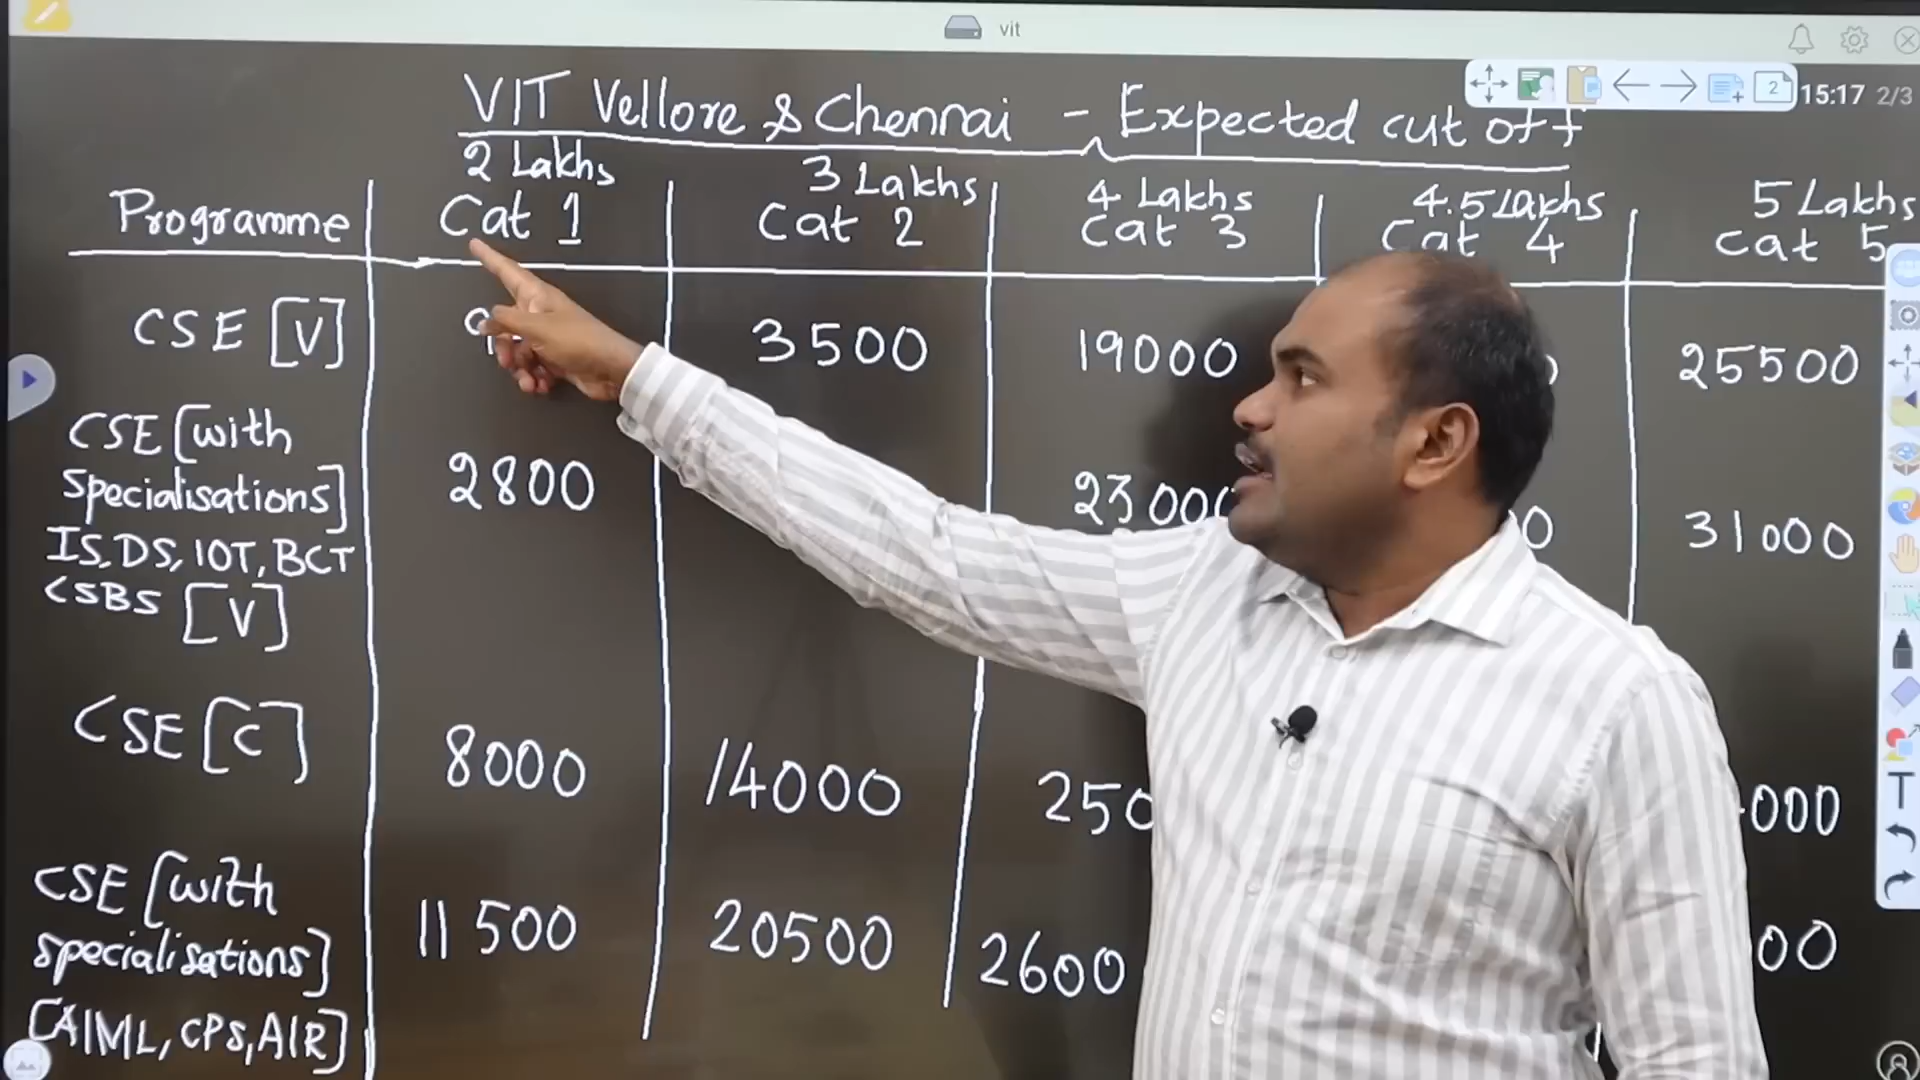 vit
2
15:17 2/3
VIT Vellore & Chennai - Expected cut off
2 Lakhs 3 Lakhs 4 Lakhs 4.5 Lakhs 5 Lakhs
Programme Cat 1 Cat 2 Cat 3 Cat 4 Cat 5
CSE [V] 3500 19000 25500
CSE [with
specialisations] 2800 31000
IS, DS, IOT, BCT
CSBS [V]
CSE [C] 8000 14000
CSE [with
specialisations] 11500 20500
[AIML, CPS, AIR]
T